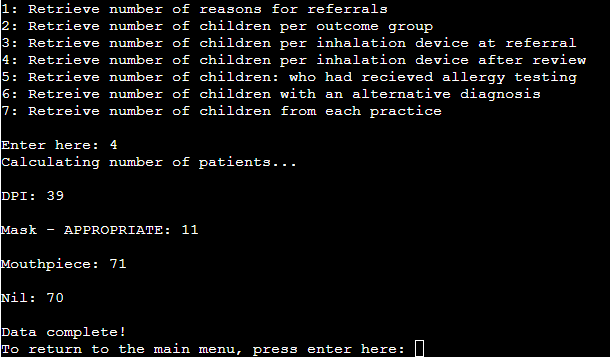 1: Retrieve number of reasons for referrals
2: Retrieve number of children per outcome group
3: Retrieve number of children per inhalation device at referral
4: Retrieve number of children per inhalation device after review
5: Retrieve number of children: who had recieved allergy testing
6: Retreive number of children with an alternative diagnosis
7: Retreive number of children from each practice
Enter here: 4
Calculating number of patients...
DPI: 39
Mask - APPROPRIATE: 11
Mouthpiece: 71
Nil: 70
Data complete!
To return to the main menu, press enter here: